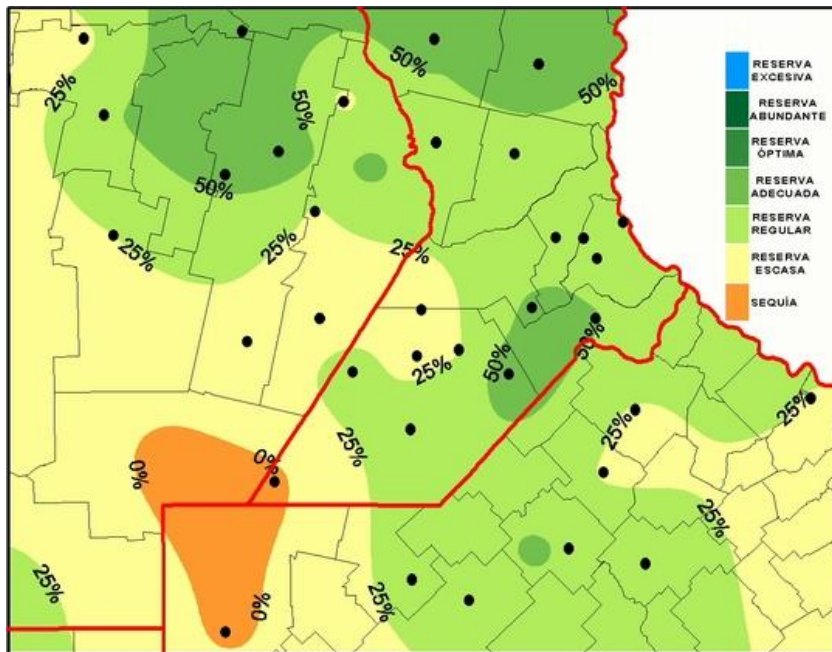 50%
50%
25%
50%
50%
25%
25%
25%
50%
50%
25%
25%
25%
25%
0%
0%
25%
25%
25%
0%
RESERVA
EXCESIVA
RESERVA
ABUNDANTE
RESERVA
ÓPTIMA
RESERVA
ADECUADA
RESERVA
REGULAR
RESERVA
ESCASA
SEQUÍA